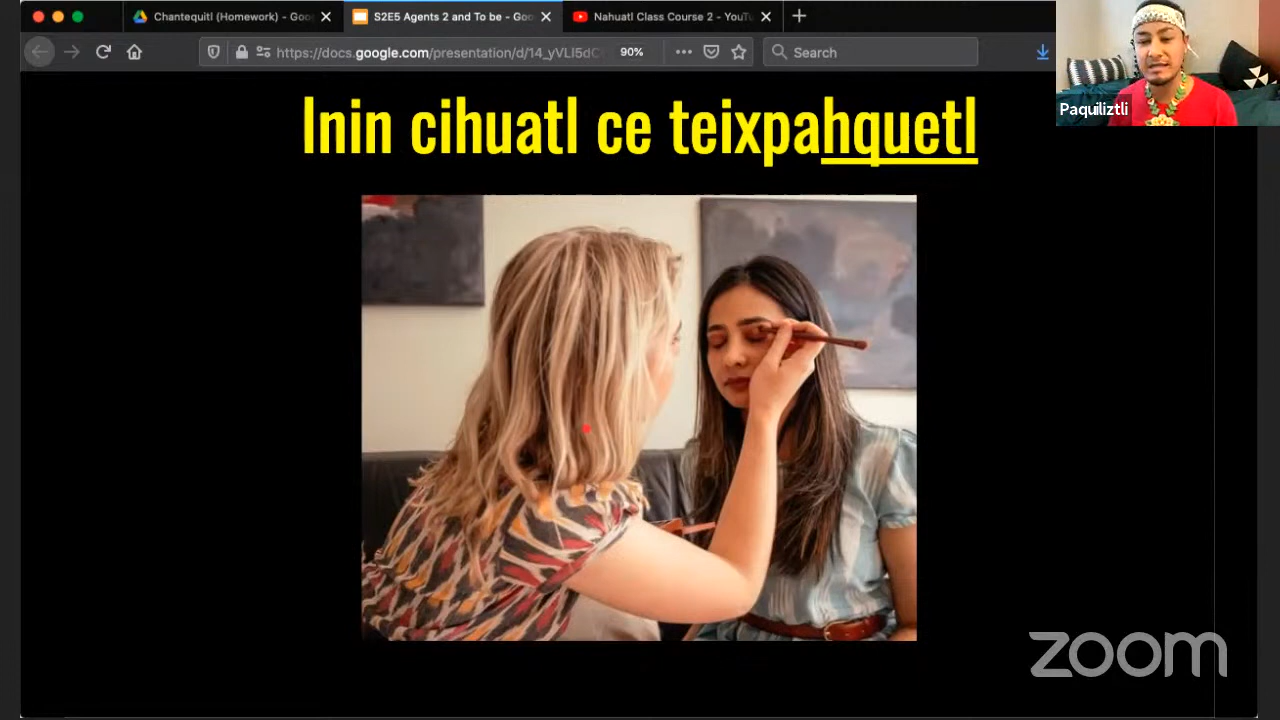 Chantequitl (Homework) - Goo
S2E5 Agents 2 and To be - Goo
Nahuatl Class Course 2 - YouTu
https://docs.google.com/presentation/d/14_yVLl5dC
90%
Search
Paquiliztli
Inin cihuatl ce teixpahquetl
zoom